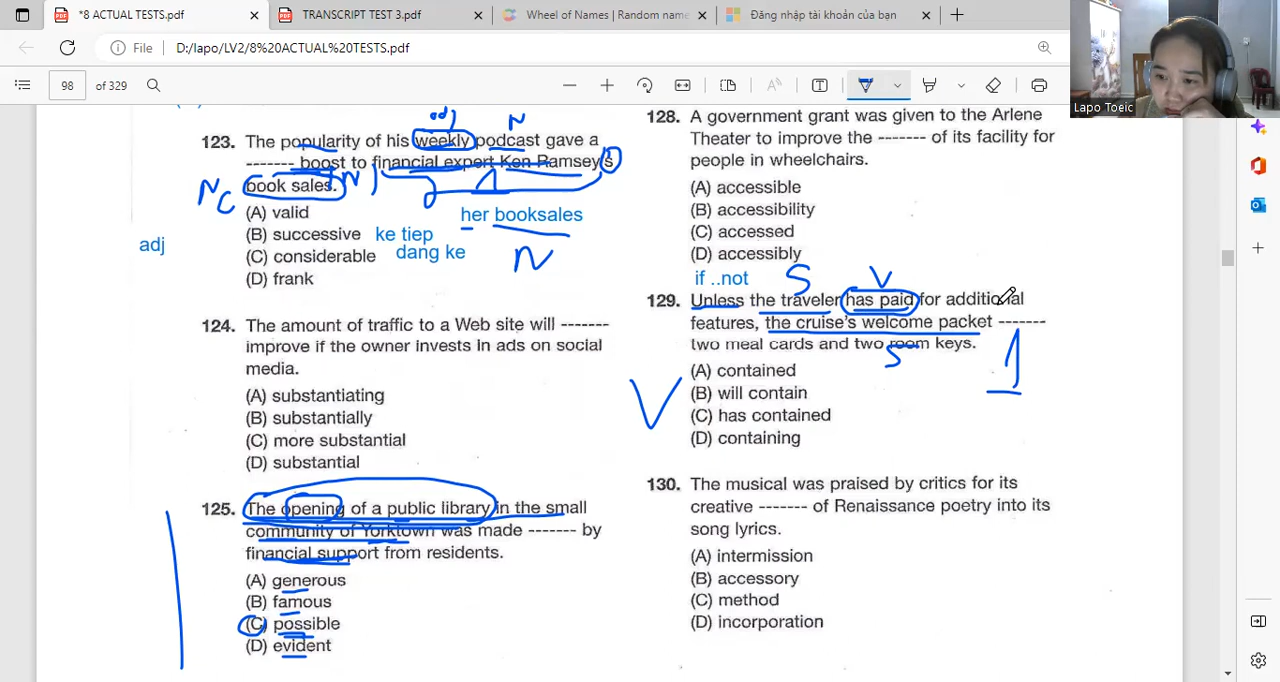 *8 ACTUAL TESTS.pdf
TRANSCRIPT TEST 3.pdf
Wheel of Names | Random name
Đăng nhập tài khoản của bạn
File
D:/lapo/LV2/8%20ACTUAL%20TESTS.pdf
98 of 329
Lapo Toeic
adj N
123. The popularity of his weekly podcast gave a
------- boost to financial expert Ken Ramsey's
book sales.
N
N
C
(A) valid
her booksales
(B) successive
ke tiep
adj
(C) considerable
dang ke
N
(D) frank
124. The amount of traffic to a Web site will -------
improve if the owner invests in ads on social
media.
(A) substantiating
(B) substantially
(C) more substantial
(D) substantial
125. The opening of a public library in the small
community of Yorktown was made ------- by
financial support from residents.
(A) generous
(B) famous
(C) possible
(D) evident
128. A government grant was given to the Arlene
Theater to improve the ------- of its facility for
people in wheelchairs.
(A) accessible
(B) accessibility
(C) accessed
(D) accessibly
if ..not
S V
129. Unless the traveler has paid for additional
features, the cruise's welcome packet -------
two meal cards and two room keys.
S
1
V
(A) contained
(B) will contain
(C) has contained
(D) containing
130. The musical was praised by critics for its
creative ------- of Renaissance poetry into its
song lyrics.
(A) intermission
(B) accessory
(C) method
(D) incorporation